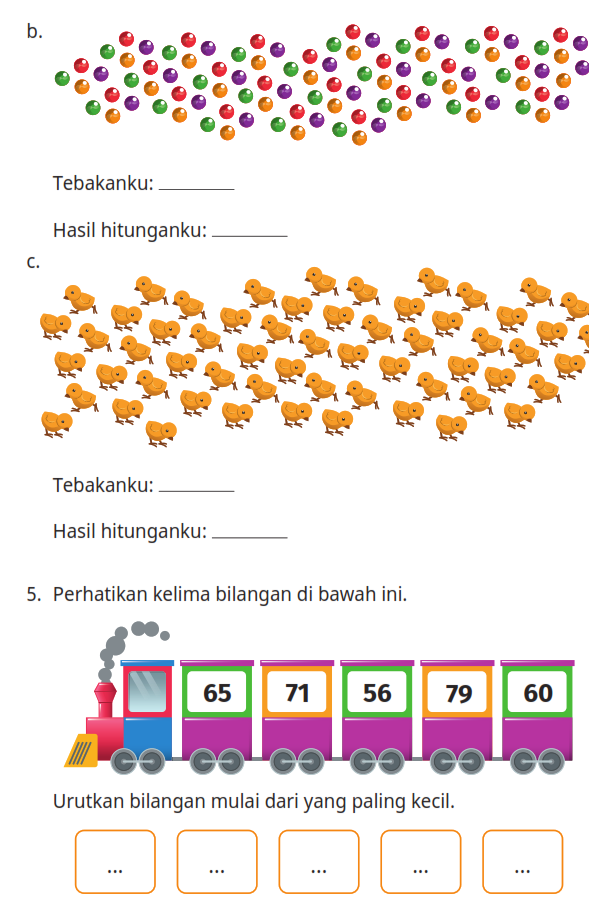 b.
Tebakanku: ________
Hasil hitunganku: ________
c.
Tebakanku: ________
Hasil hitunganku: ________
5. Perhatikan kelima bilangan di bawah ini.
65 71 56 79 60
Urutkan bilangan mulai dari yang paling kecil.
... ... ... ... ...